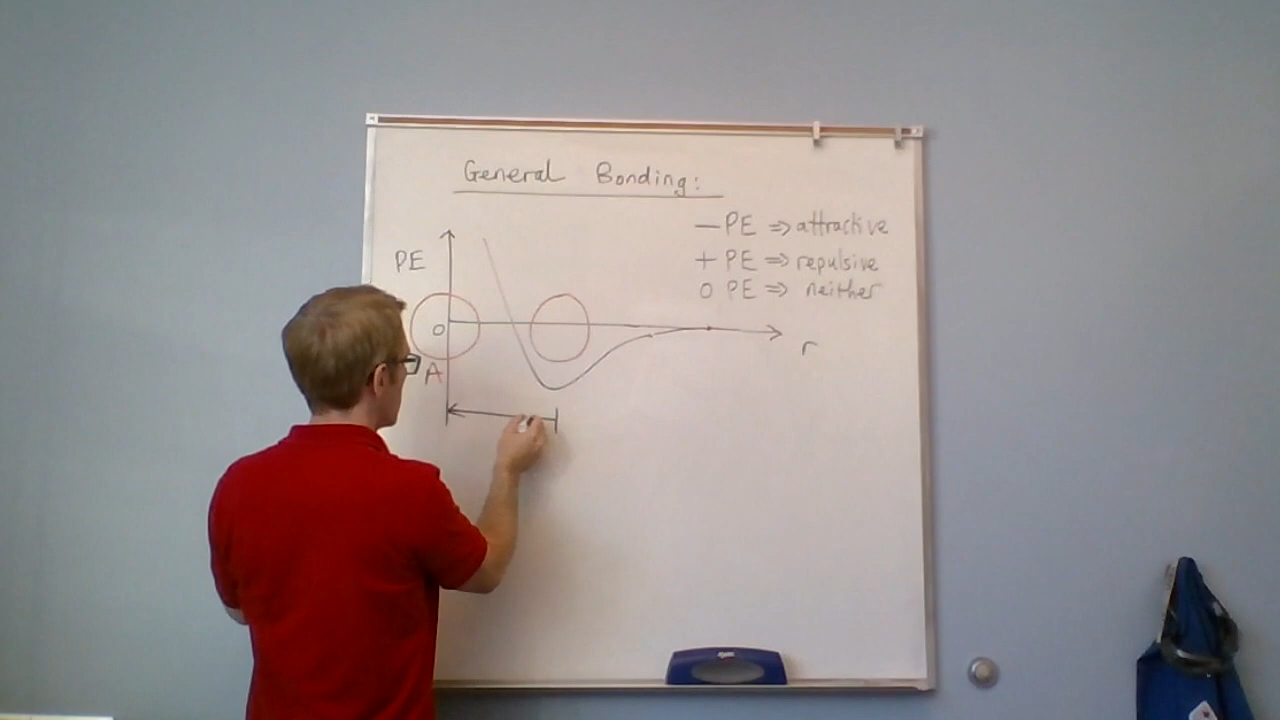 General Bonding:
— PE => attractive
+ PE => repulsive
0 PE => neither
PE
0
r
A